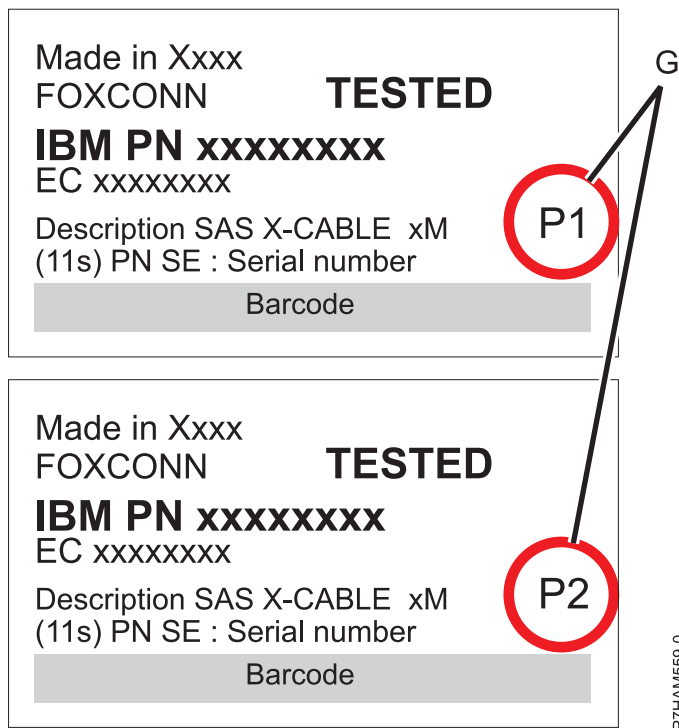 Made in Xxxx
FOXCONN TESTED
IBM PN xxxxxxxx
EC xxxxxxxx
Description SAS X-CABLE xM
(11s) PN SE : Serial number
P1
Barcode
G
Made in Xxxx
FOXCONN TESTED
IBM PN xxxxxxxx
EC xxxxxxxx
Description SAS X-CABLE xM
(11s) PN SE : Serial number
P2
Barcode